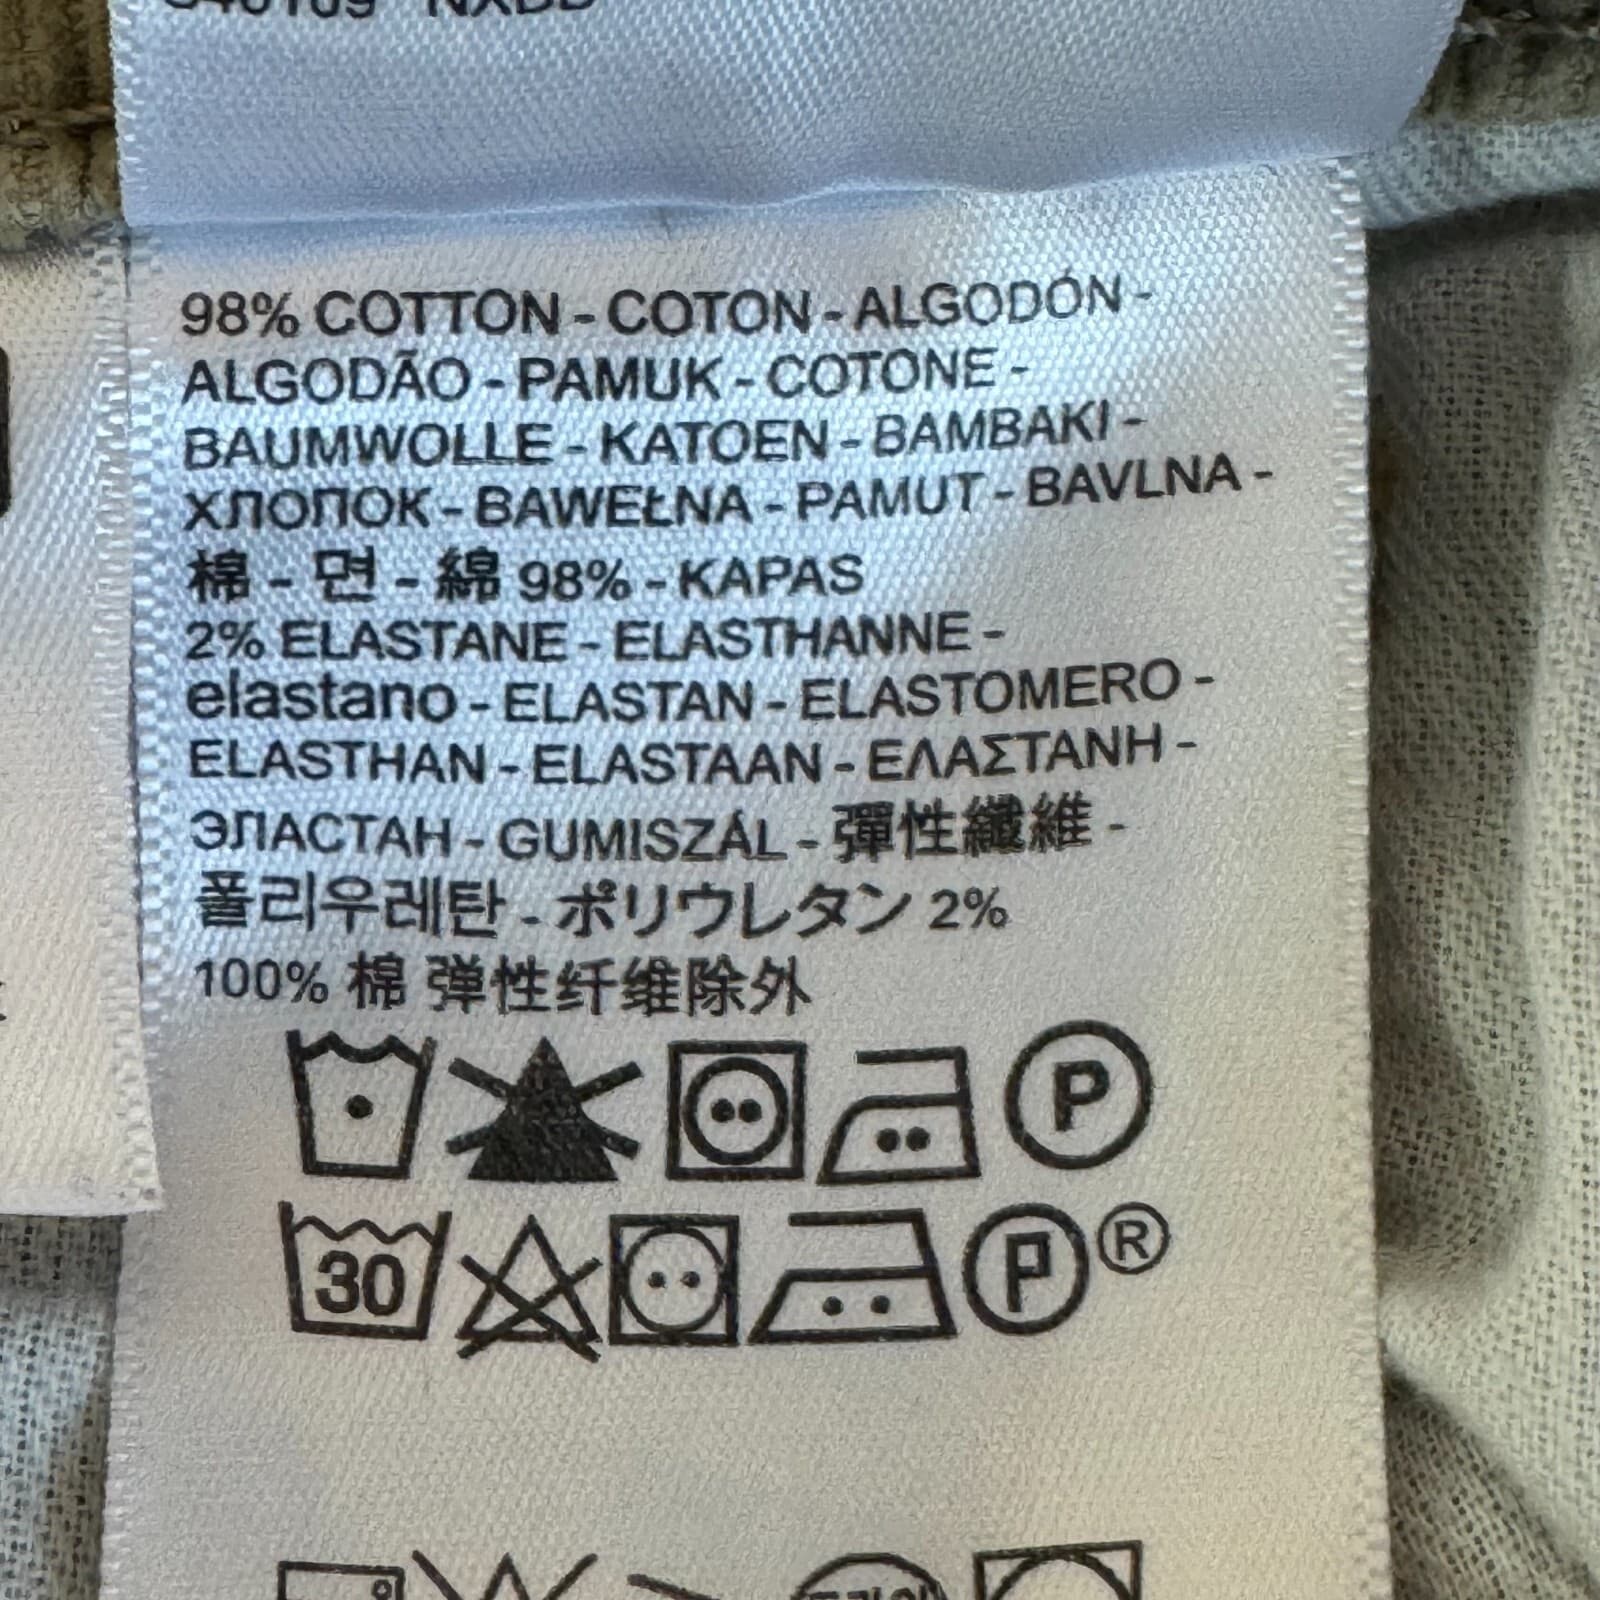 98% COTTON - COTON - ALGODÓN -
ALGODÃO - PAMUK - COTONE -
BAUMWOLLE - KATOEN - BAMBAKI -
ХЛОПОК - BAWEŁNA - PAMUT - BAVLNA -
棉 - 면 - 綿 98% - KAPAS
2% ELASTANE - ELASTHANNE -
elastano - ELASTAN - ELASTOMERO -
ELASTHAN - ELASTAAN - ΕΛΑΣΤΑΝΗ -
ЭЛАСТАН - GUMISZÁL - 彈性纖維 -
폴리우레탄 - ポリウレタン 2%
100% 棉 弹性纤维除外
P
30 P ®